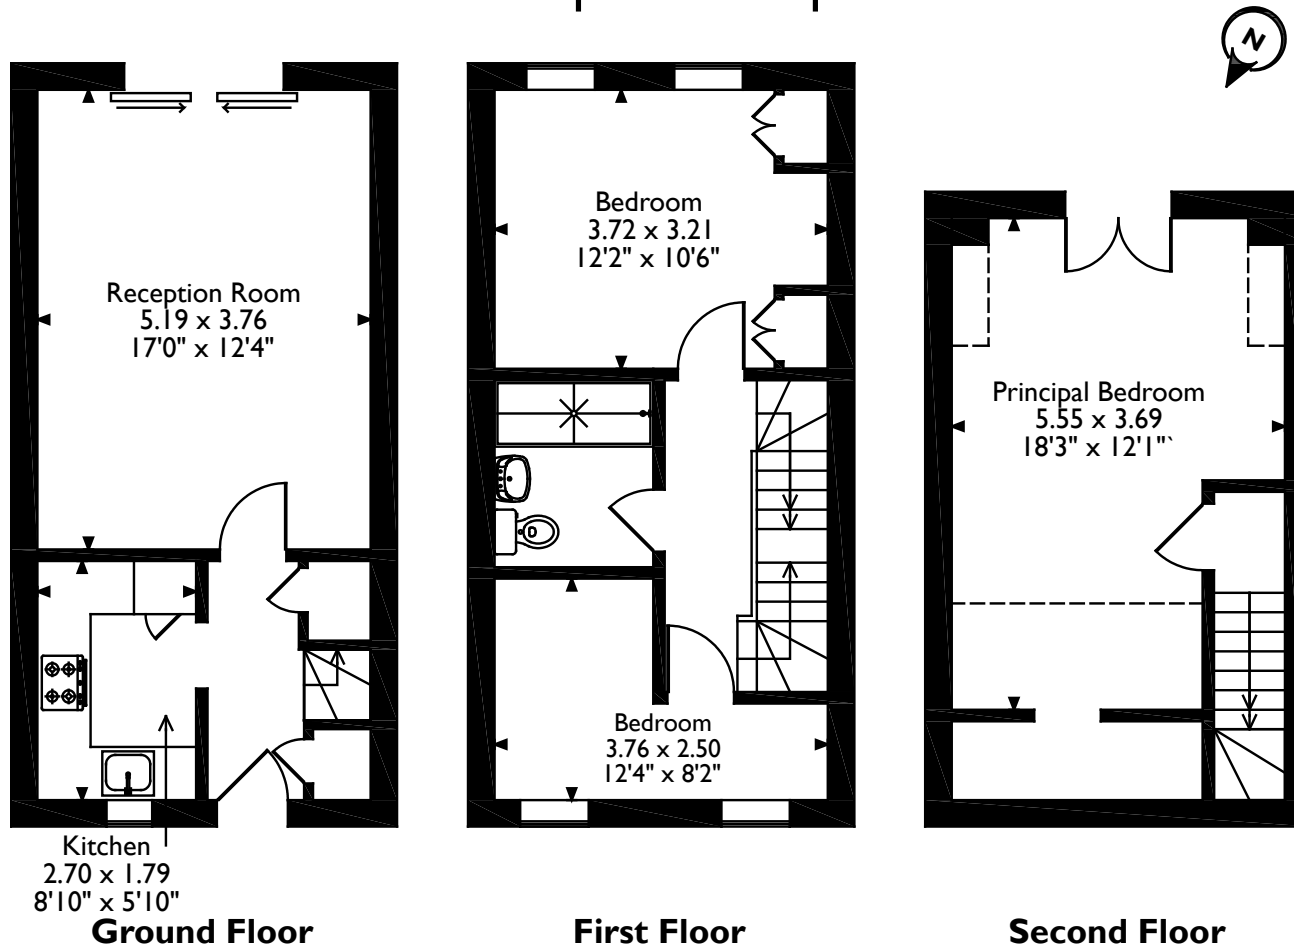 N
Reception Room
5.19 x 3.76
17'0" x 12'4"
Kitchen
2.70 x 1.79
8'10" x 5'10"
Ground Floor
Bedroom
3.72 x 3.21
12'2" x 10'6"
Bedroom
3.76 x 2.50
12'4" x 8'2"
First Floor
Principal Bedroom
5.55 x 3.69
18'3" x 12'1"`
Second Floor